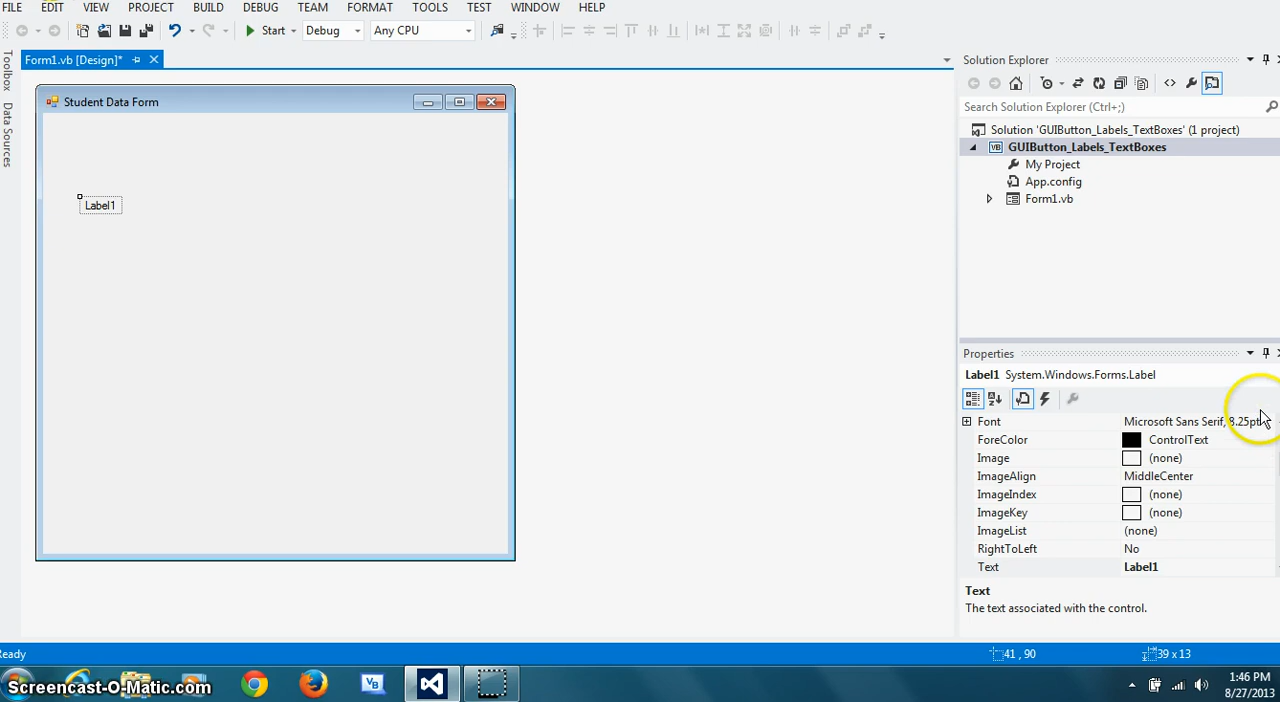 FILE EDIT VIEW PROJECT BUILD DEBUG TEAM FORMAT TOOLS TEST WINDOW HELP
Start Debug Any CPU
Form1.vb [Design]*
Solution Explorer
Toolbox
Data Sources
Student Data Form
Search Solution Explorer (Ctrl+;)
Solution 'GUIButton_Labels_TextBoxes' (1 project)
VB GUIButton_Labels_TextBoxes
My Project
App.config
Form1.vb
Label1
Properties
Label1 System.Windows.Forms.Label
Font Microsoft Sans Serif, 8.25pt
ForeColor ControlText
Image (none)
ImageAlign MiddleCenter
ImageIndex (none)
ImageKey (none)
ImageList (none)
RightToLeft No
Text Label1
Text
The text associated with the control.
Ready
41 , 90
39 x 13
Screencast-O-Matic.com
VB
1:46 PM
8/27/2013